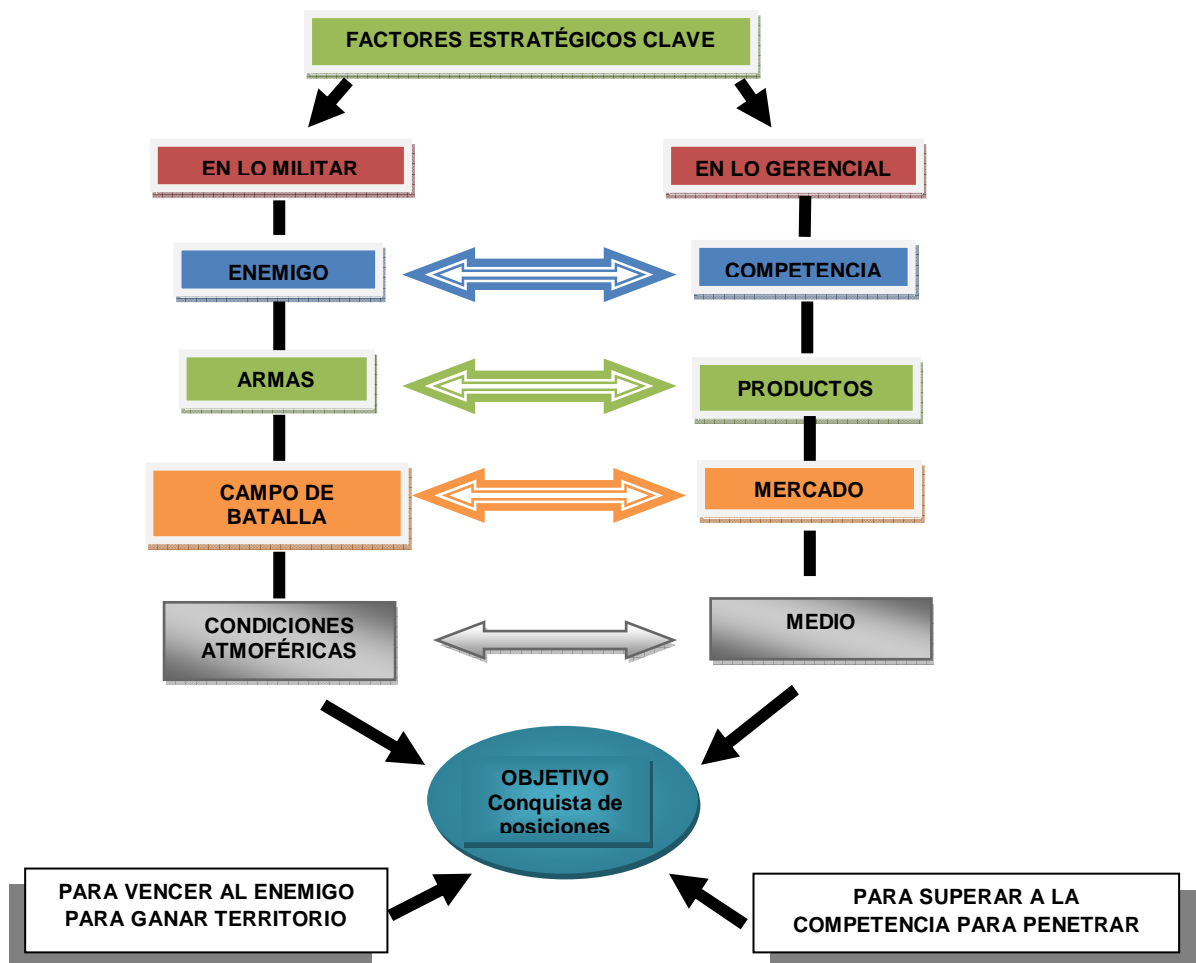 FACTORES ESTRATÉGICOS CLAVE
EN LO MILITAR
EN LO GERENCIAL
ENEMIGO
COMPETENCIA
ARMAS
PRODUCTOS
CAMPO DE
BATALLA
MERCADO
CONDICIONES
ATMOFÉRICAS
MEDIO
OBJETIVO
Conquista de
posiciones
PARA VENCER AL ENEMIGO
PARA GANAR TERRITORIO
PARA SUPERAR A LA
COMPETENCIA PARA PENETRAR